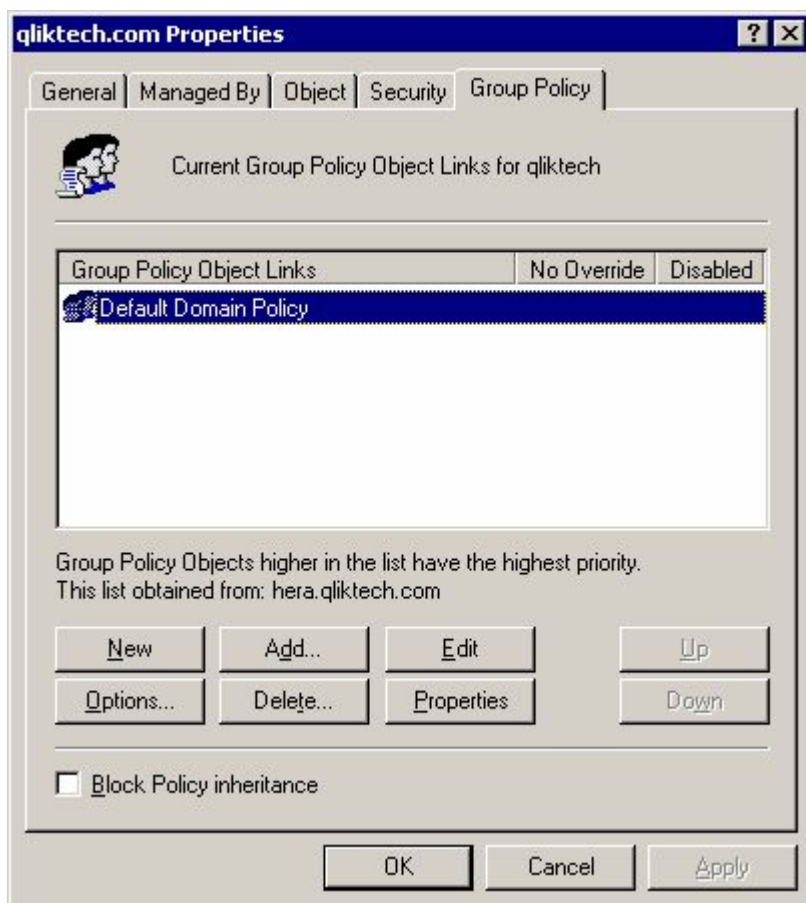 qliktech.com Properties
General Managed By Object Security Group Policy
Current Group Policy Object Links for qliktech
Group Policy Object Links No Override Disabled
Default Domain Policy
Group Policy Objects higher in the list have the highest priority.
This list obtained from: hera.qliktech.com
New Add... Edit Up
Options... Delete... Properties Down
Block Policy inheritance
OK Cancel Apply